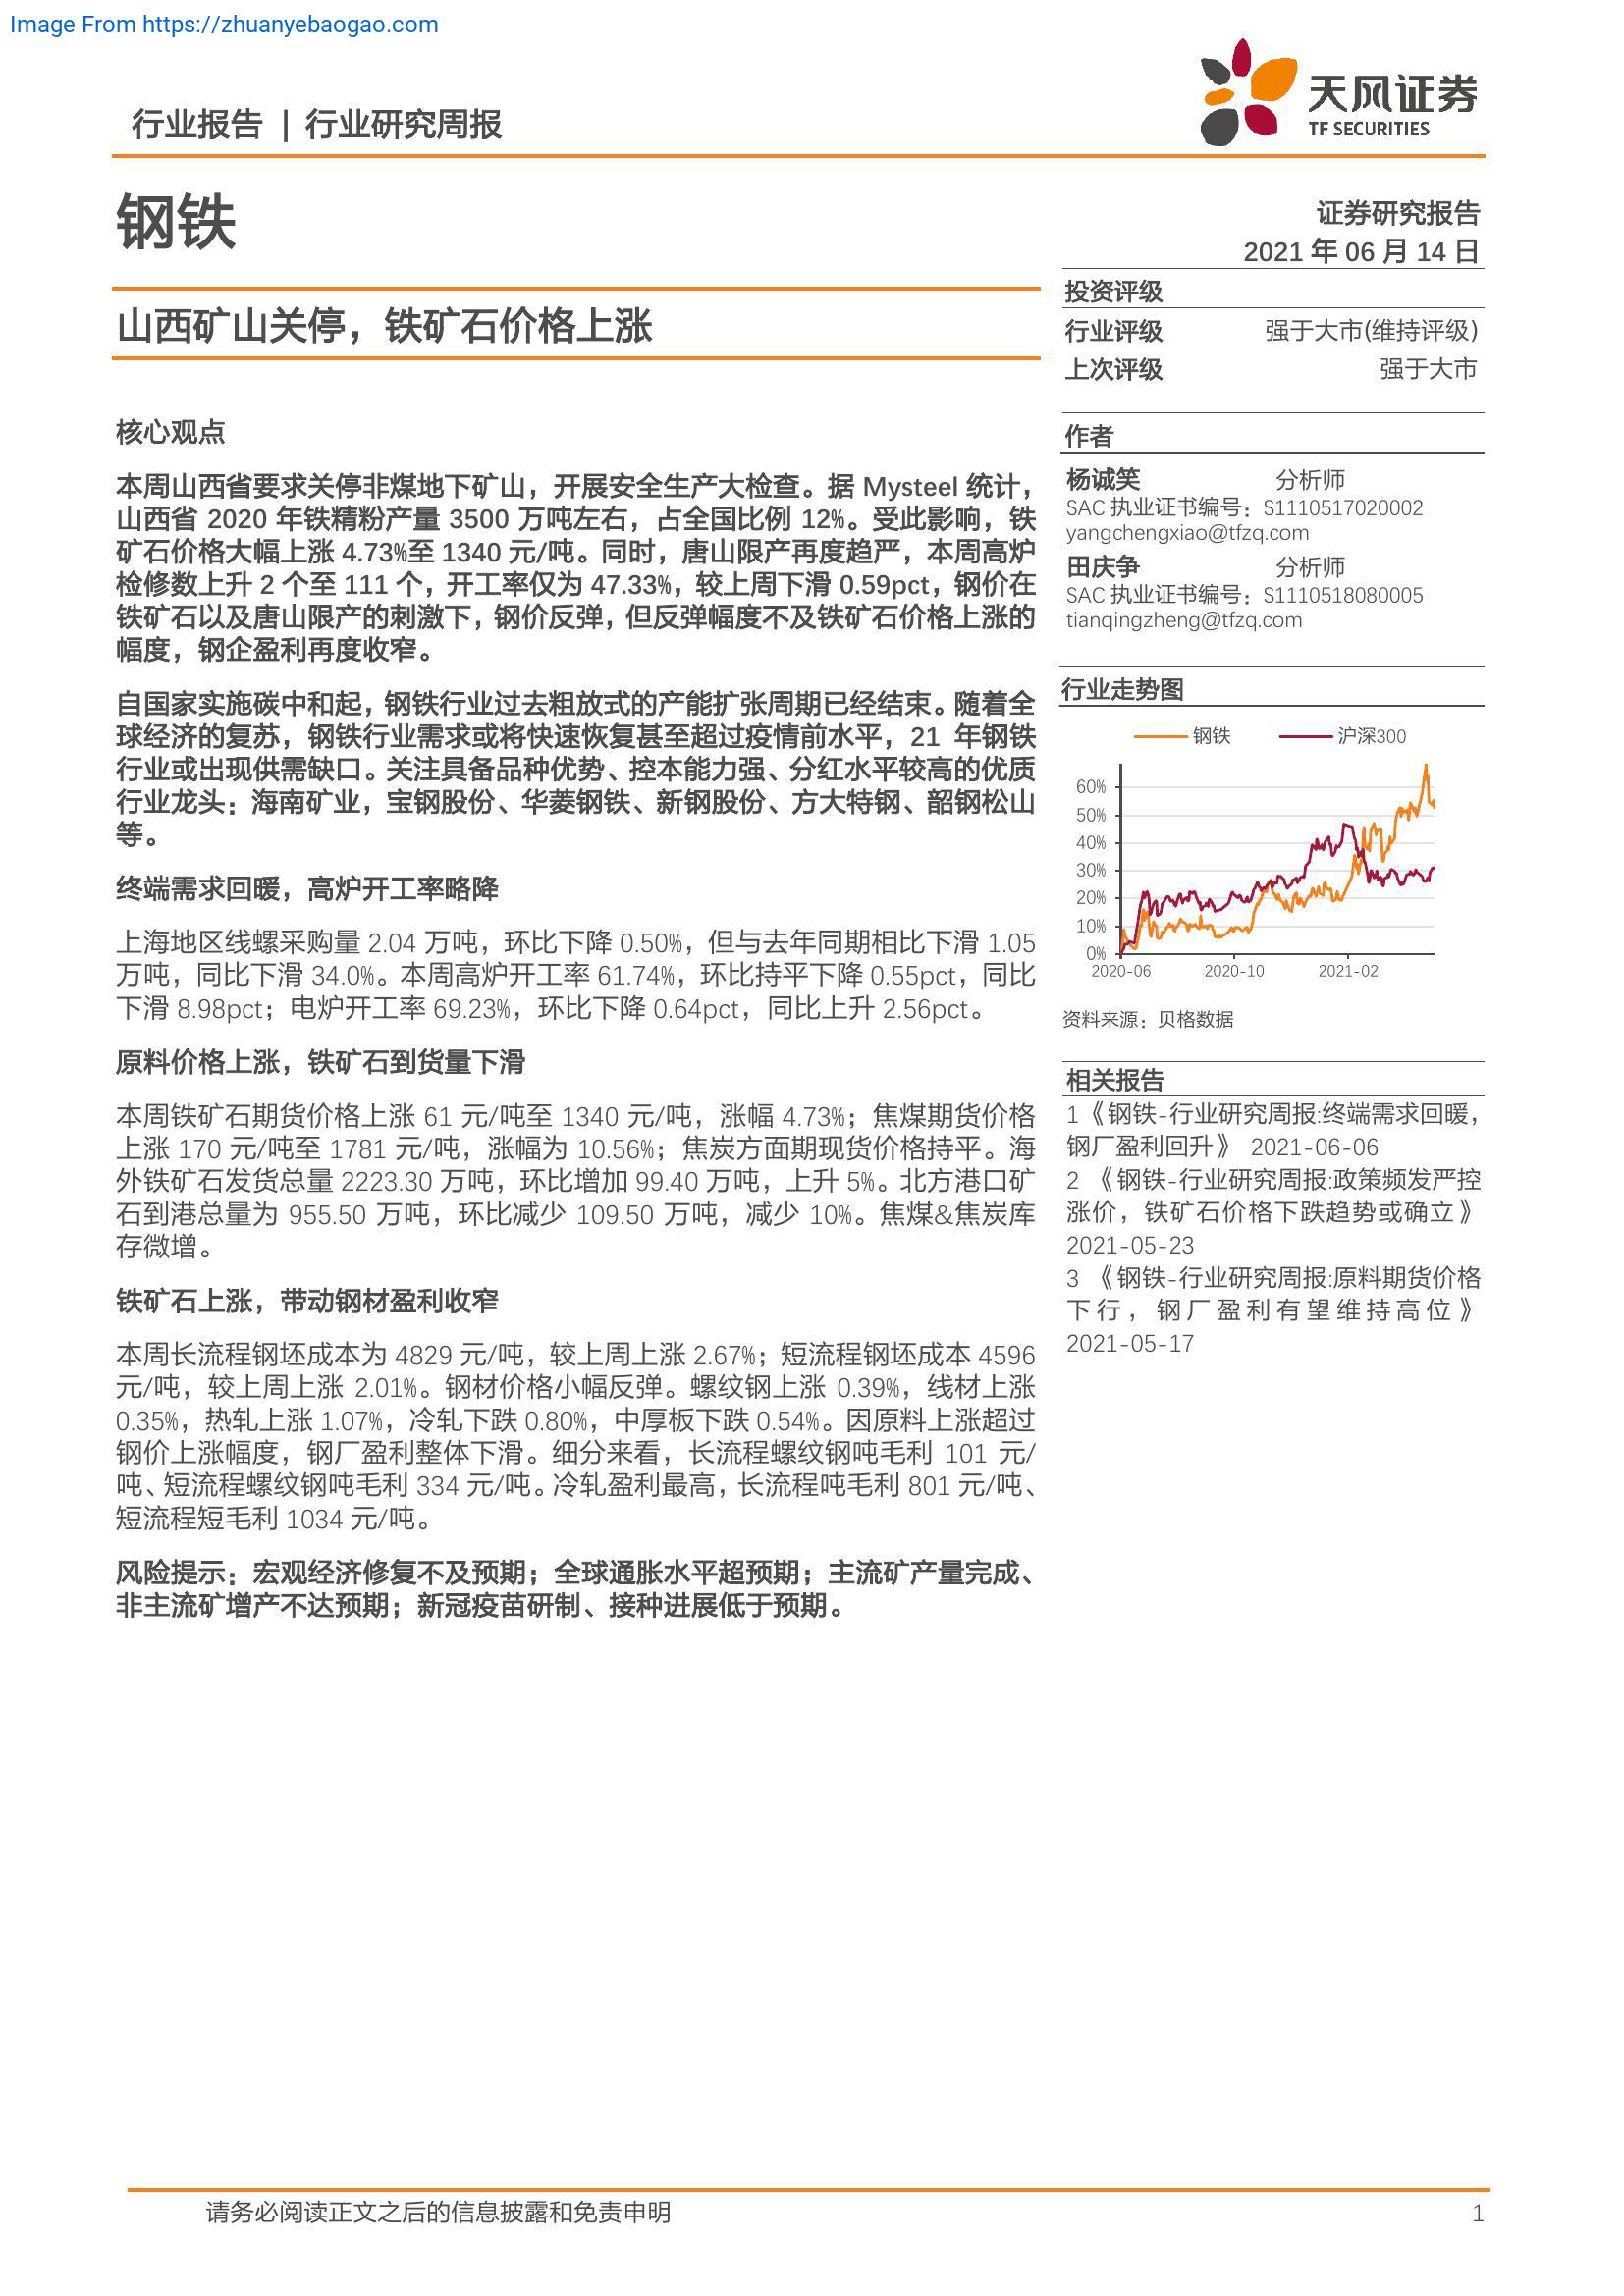 Image From https://zhuanyebaogao.com
行业报告 | 行业研究周报
天风证券
TF SECURITIES
钢铁
证券研究报告
2021 年 06 月 14 日
山西矿山关停，铁矿石价格上涨
投资评级
行业评级 强于大市(维持评级)
上次评级 强于大市
核心观点
本周山西省要求关停非煤地下矿山，开展安全生产大检查。据 Mysteel 统计，
山西省 2020 年铁精粉产量 3500 万吨左右，占全国比例 12%。受此影响，铁
矿石价格大幅上涨 4.73%至 1340 元/吨。同时，唐山限产再度趋严，本周高炉
检修数上升 2 个至 111 个，开工率仅为 47.33%，较上周下滑 0.59pct，钢价在
铁矿石以及唐山限产的刺激下，钢价反弹，但反弹幅度不及铁矿石价格上涨的
幅度，钢企盈利再度收窄。
自国家实施碳中和起，钢铁行业过去粗放式的产能扩张周期已经结束。随着全
球经济的复苏，钢铁行业需求或将快速恢复甚至超过疫情前水平，21 年钢铁
行业或出现供需缺口。关注具备品种优势、控本能力强、分红水平较高的优质
行业龙头：海南矿业，宝钢股份、华菱钢铁、新钢股份、方大特钢、韶钢松山
等。
终端需求回暖，高炉开工率略降
上海地区线螺采购量 2.04 万吨，环比下降 0.50%，但与去年同期相比下滑 1.05
万吨，同比下滑 34.0%。本周高炉开工率 61.74%，环比持平下降 0.55pct，同比
下滑 8.98pct；电炉开工率 69.23%，环比下降 0.64pct，同比上升 2.56pct。
原料价格上涨，铁矿石到货量下滑
本周铁矿石期货价格上涨 61 元/吨至 1340 元/吨，涨幅 4.73%；焦煤期货价格
上涨 170 元/吨至 1781 元/吨，涨幅为 10.56%；焦炭方面期现货价格持平。海
外铁矿石发货总量 2223.30 万吨，环比增加 99.40 万吨，上升 5%。北方港口矿
石到港总量为 955.50 万吨，环比减少 109.50 万吨，减少 10%。焦煤&焦炭库
存微增。
铁矿石上涨，带动钢材盈利收窄
本周长流程钢坯成本为 4829 元/吨，较上周上涨 2.67%；短流程钢坯成本 4596
元/吨，较上周上涨 2.01%。钢材价格小幅反弹。螺纹钢上涨 0.39%，线材上涨
0.35%，热轧上涨 1.07%，冷轧下跌 0.80%，中厚板下跌 0.54%。因原料上涨超过
钢价上涨幅度，钢厂盈利整体下滑。细分来看，长流程螺纹钢吨毛利 101 元/
吨、短流程螺纹钢吨毛利 334 元/吨。冷轧盈利最高，长流程吨毛利 801 元/吨、
短流程短毛利 1034 元/吨。
风险提示：宏观经济修复不及预期；全球通胀水平超预期；主流矿产量完成、
非主流矿增产不达预期；新冠疫苗研制、接种进展低于预期。
作者
杨诚笑 分析师
SAC 执业证书编号：S1110517020002
yangchengxiao@tfzq.com
田庆争 分析师
SAC 执业证书编号：S1110518080005
tianqingzheng@tfzq.com
行业走势图
钢铁 沪深300
60%
50%
40%
30%
20%
10%
0%
2020-06 2020-10 2021-02
资料来源：贝格数据
相关报告
1《钢铁-行业研究周报:终端需求回暖，
钢厂盈利回升》 2021-06-06
2 《钢铁-行业研究周报:政策频发严控
涨价，铁矿石价格下跌趋势或确立》
2021-05-23
3 《钢铁-行业研究周报:原料期货价格
下行，钢厂盈利有望维持高位》
2021-05-17
请务必阅读正文之后的信息披露和免责申明 1